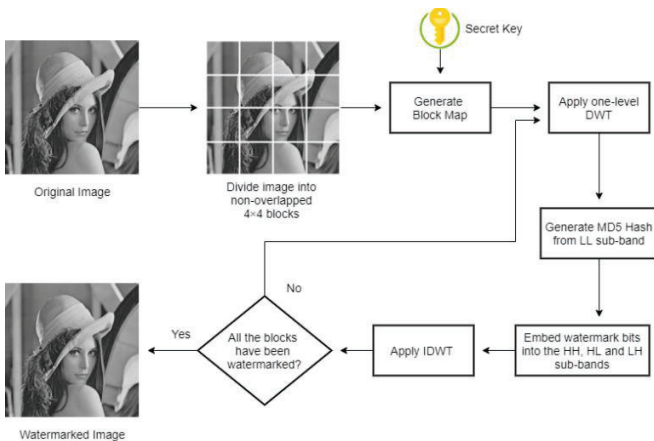 Secret Key
Generate
Block Map
Apply one-level
DWT
Original Image
Divide image into
non-overlapped
4×4 blocks
Generate MD5 Hash
from LL sub-band
No
Yes
All the blocks
have been
watermarked?
Apply IDWT
Embed watermark bits
into the HH, HL and LH
sub-bands
Watermarked Image